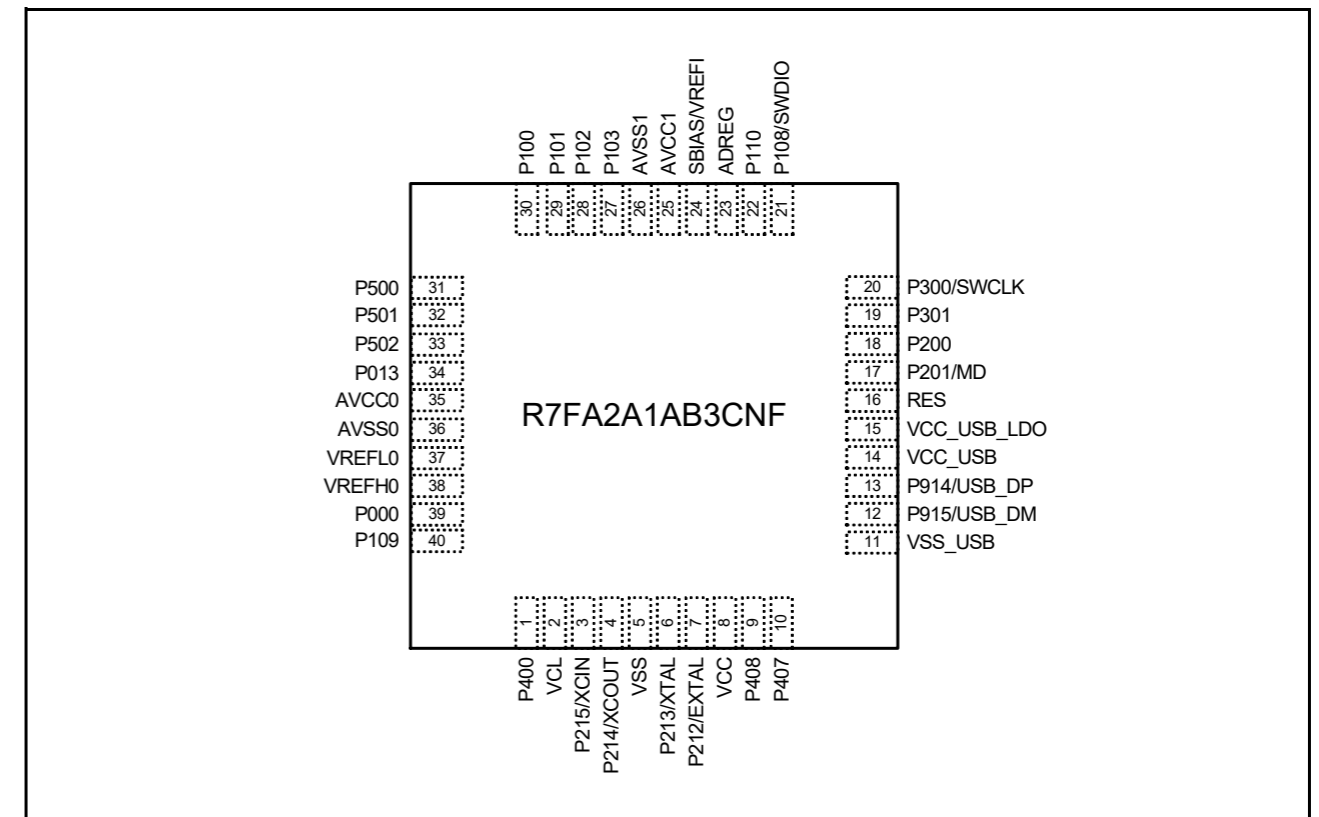 P100
P101
P102
P103
AVSS1
AVCC1
SBIAS/VREFI
ADREG
P110
P108/SWDIO
30
29
28
27
26
25
24
23
22
21
P500 31
P501 32
P502 33
P013 34
AVCC0 35
AVSS0 36
VREFL0 37
VREFH0 38
P000 39
P109 40
R7FA2A1AB3CNF
20 P300/SWCLK
19 P301
18 P200
17 P201/MD
16 RES
15 VCC_USB_LDO
14 VCC_USB
13 P914/USB_DP
12 P915/USB_DM
11 VSS_USB
1
2
3
4
5
6
7
8
9
10
P400
VCL
P215/XCIN
P214/XCOUT
VSS
P213/XTAL
P212/EXTAL
VCC
P408
P407